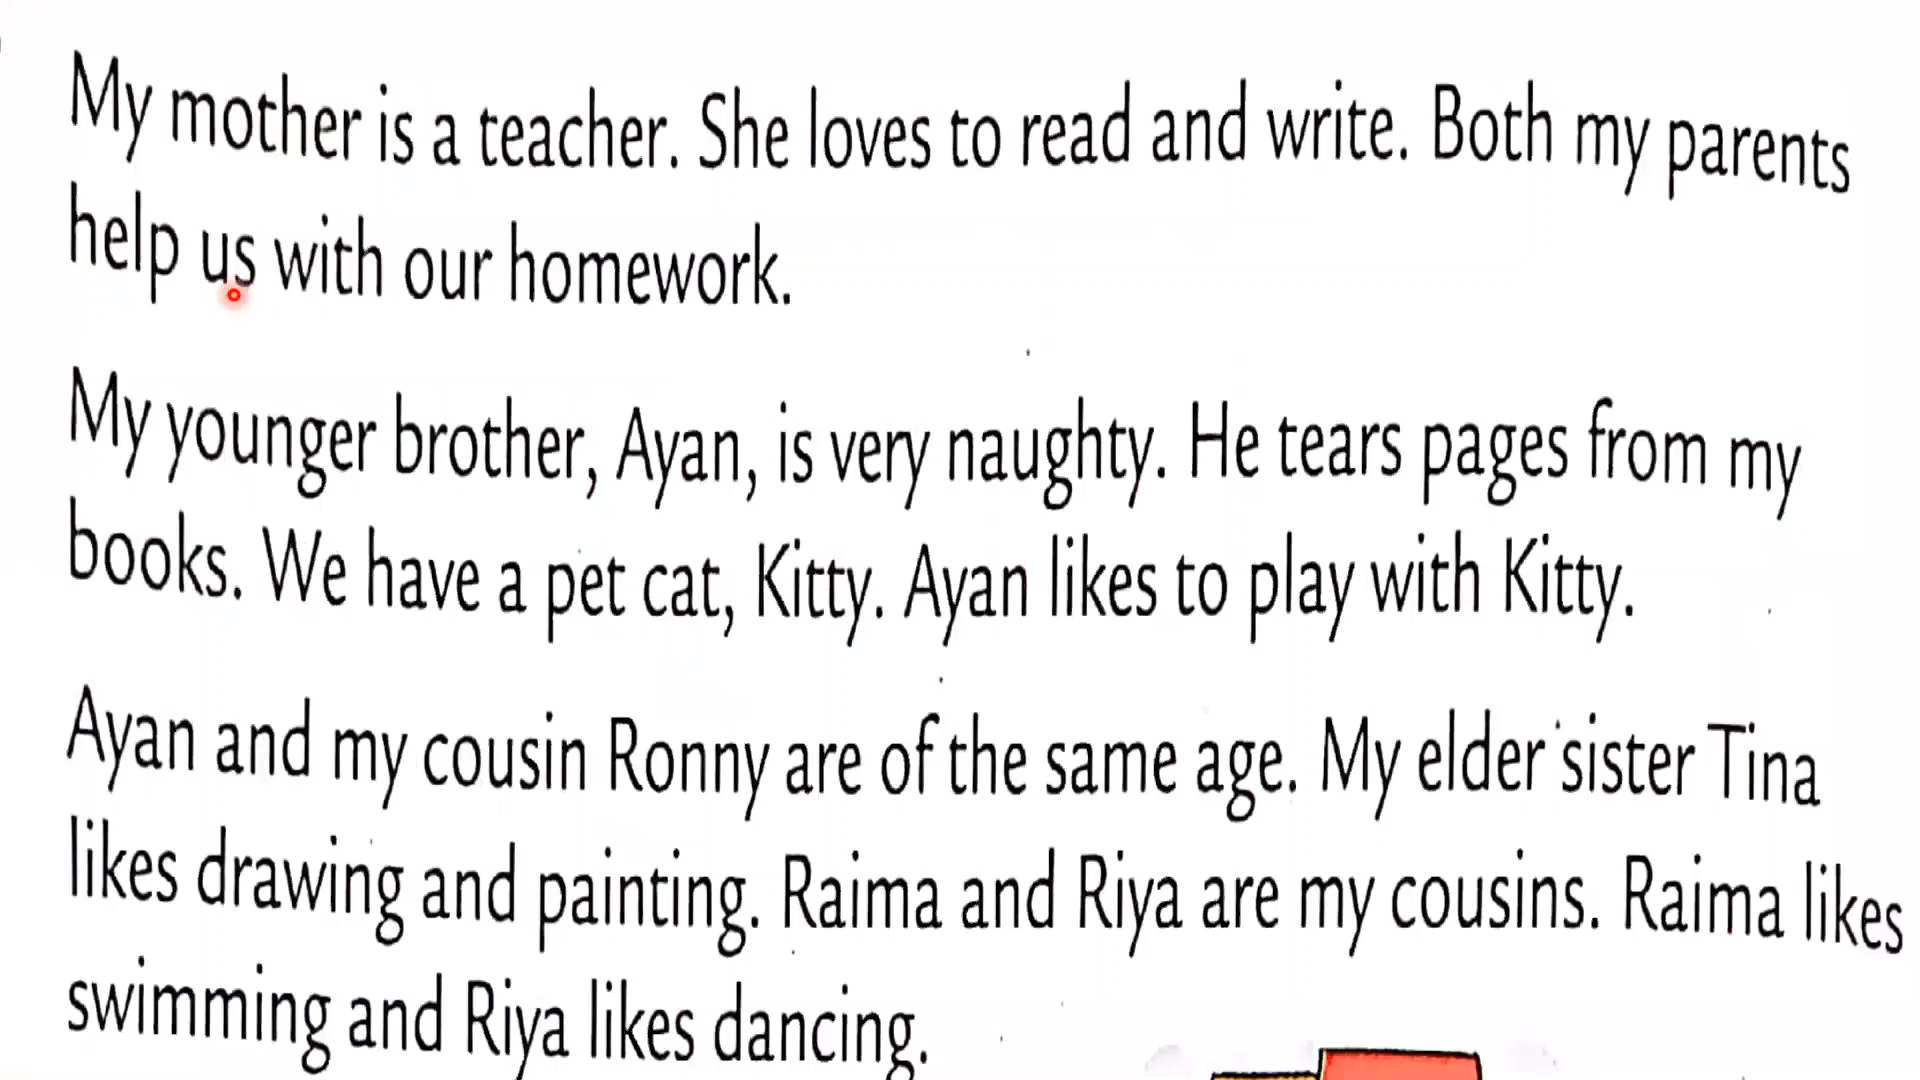 My mother is a teacher. She loves to read and write. Both my parents
help us with our homework.
My younger brother, Ayan, is very naughty. He tears pages from my
books. We have a pet cat, Kitty. Ayan likes to play with Kitty.
Ayan and my cousin Ronny are of the same age. My elder sister Tina
likes drawing and painting. Raima and Riya are my cousins. Raima likes
swimming and Riya likes dancing.